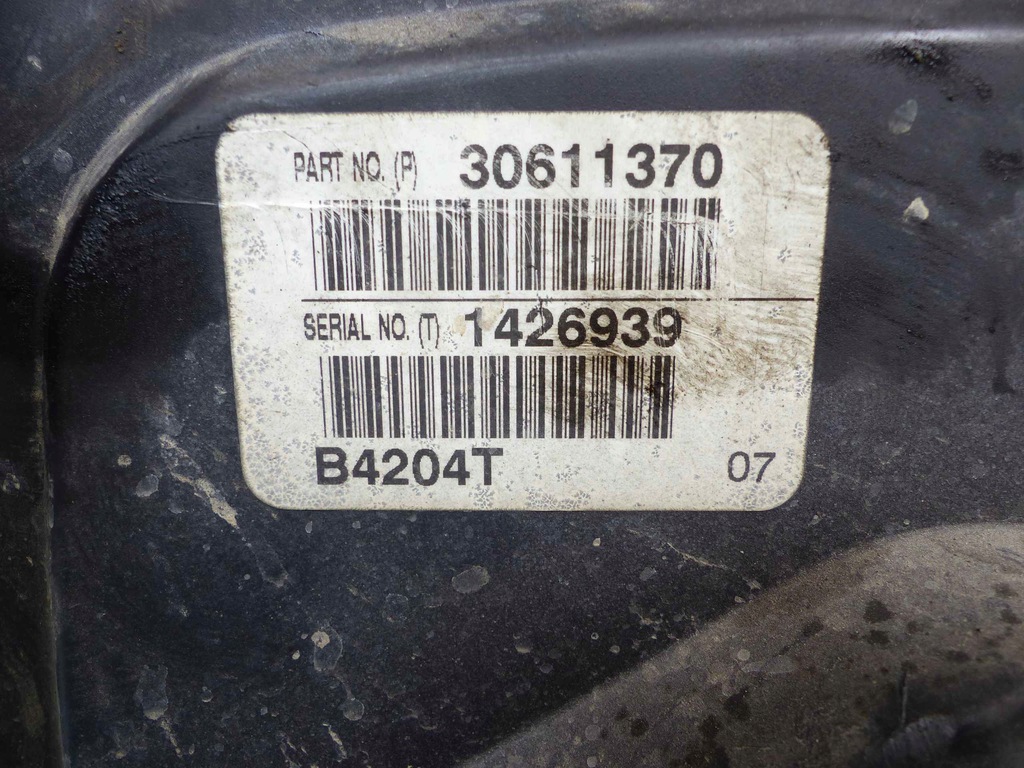 PART NO. (P) 30611370
SERIAL NO. (T) 1426939
B4204T 07